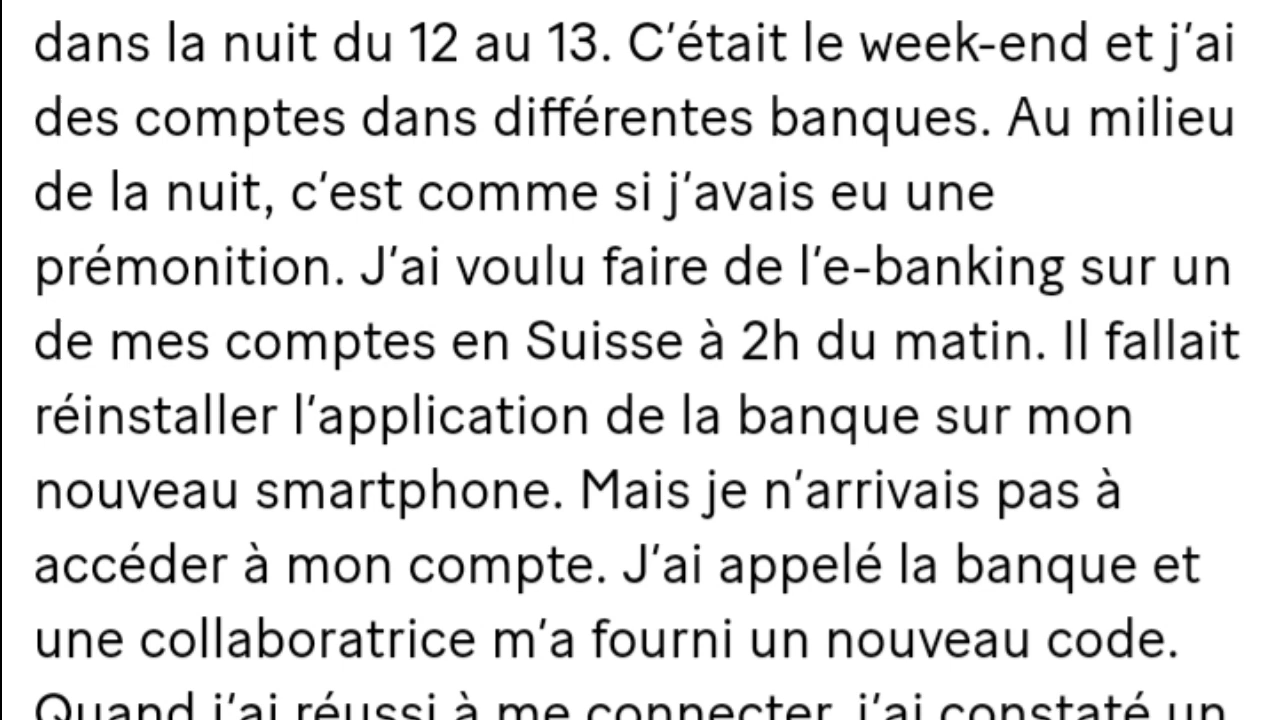 dans la nuit du 12 au 13. C’était le week-end et j’ai
des comptes dans différentes banques. Au milieu
de la nuit, c’est comme si j’avais eu une
prémonition. J’ai voulu faire de l’e-banking sur un
de mes comptes en Suisse à 2h du matin. Il fallait
réinstaller l’application de la banque sur mon
nouveau smartphone. Mais je n’arrivais pas à
accéder à mon compte. J’ai appelé la banque et
une collaboratrice m’a fourni un nouveau code.
Quand j’ai réussi à me connecter, j’ai constaté un